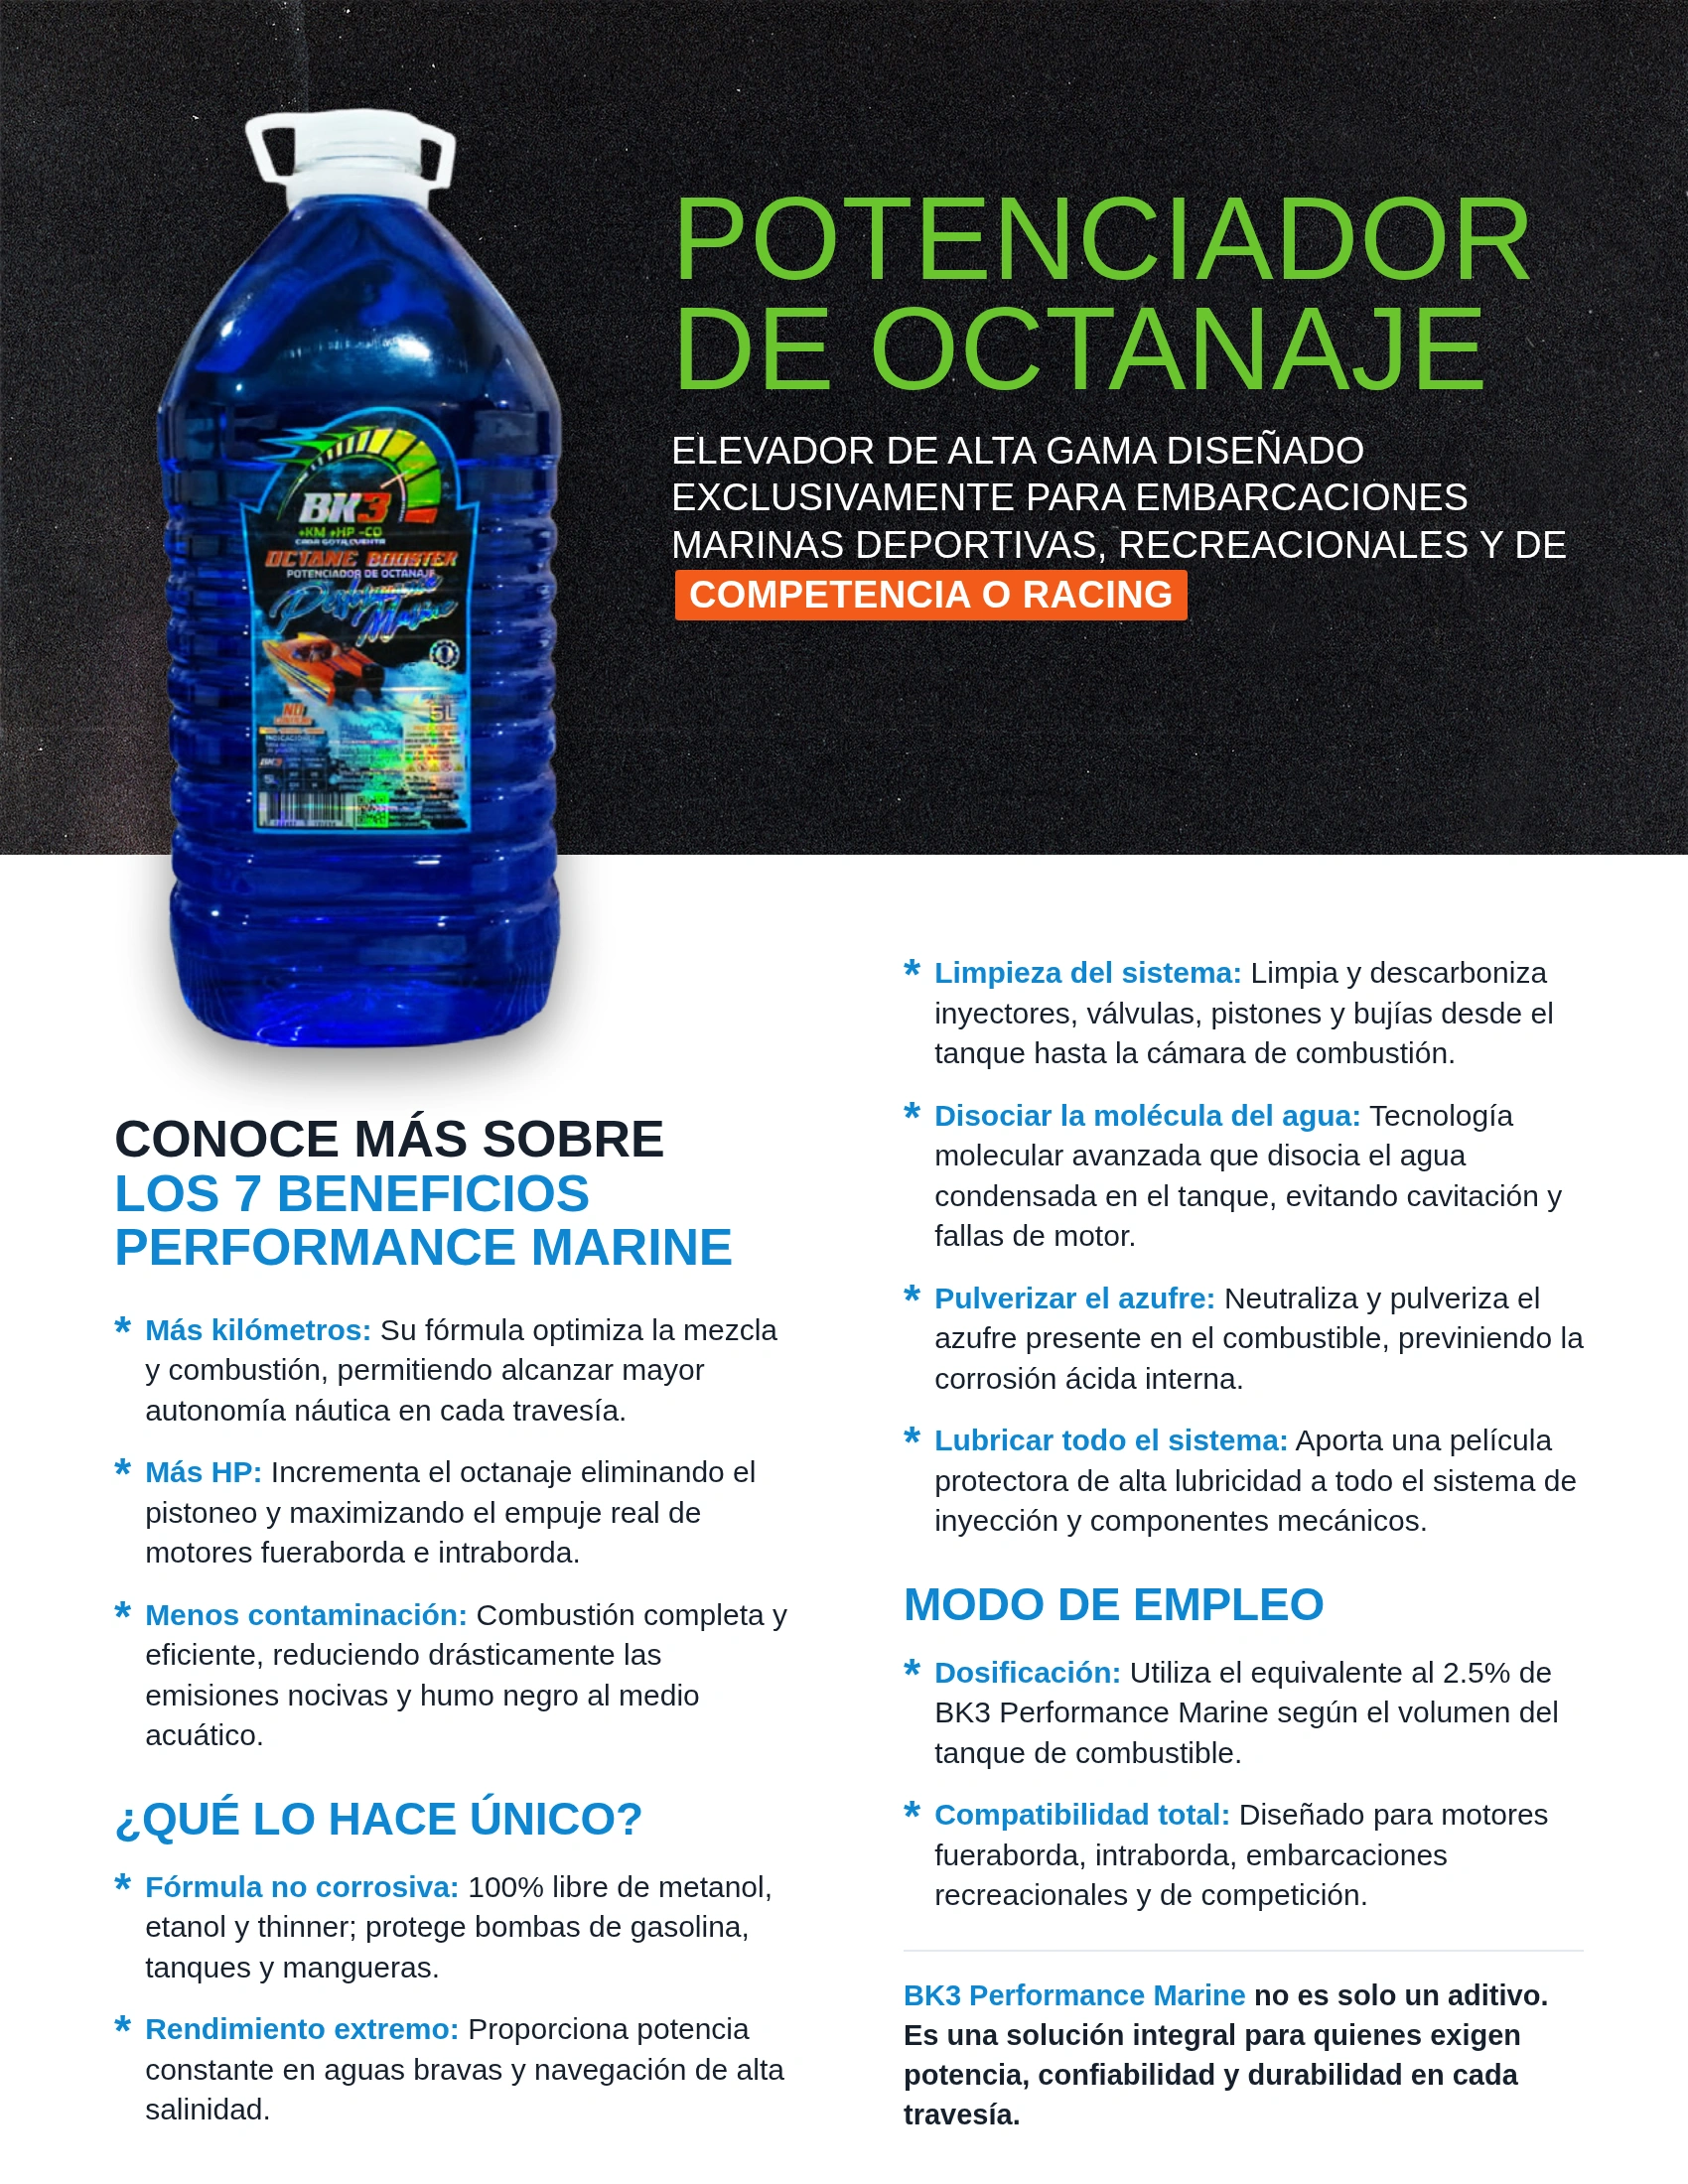 POTENCIADOR
DE OCTANAJE
ELEVADOR DE ALTA GAMA DISEÑADO
EXCLUSIVAMENTE PARA EMBARCACIONES
MARINAS DEPORTIVAS, RECREACIONALES Y DE
COMPETENCIA O RACING
BK3
+KM +HP -CO
CADA GOTA CUENTA
OCTANE BOOSTER
POTENCIADOR DE OCTANAJE
Performance
Marine
NO
5L
INDICACIONES
BK3
5L
CONOCE MÁS SOBRE
LOS 7 BENEFICIOS
PERFORMANCE MARINE
* Más kilómetros: Su fórmula optimiza la mezcla
y combustión, permitiendo alcanzar mayor
autonomía náutica en cada travesía.
* Más HP: Incrementa el octanaje eliminando el
pistoneo y maximizando el empuje real de
motores fueraborda e intraborda.
* Menos contaminación: Combustión completa y
eficiente, reduciendo drásticamente las
emisiones nocivas y humo negro al medio
acuático.
¿QUÉ LO HACE ÚNICO?
* Fórmula no corrosiva: 100% libre de metanol,
etanol y thinner; protege bombas de gasolina,
tanques y mangueras.
* Rendimiento extremo: Proporciona potencia
constante en aguas bravas y navegación de alta
salinidad.
* Limpieza del sistema: Limpia y descarboniza
inyectores, válvulas, pistones y bujías desde el
tanque hasta la cámara de combustión.
* Disociar la molécula del agua: Tecnología
molecular avanzada que disocia el agua
condensada en el tanque, evitando cavitación y
fallas de motor.
* Pulverizar el azufre: Neutraliza y pulveriza el
azufre presente en el combustible, previniendo la
corrosión ácida interna.
* Lubricar todo el sistema: Aporta una película
protectora de alta lubricidad a todo el sistema de
inyección y componentes mecánicos.
MODO DE EMPLEO
* Dosificación: Utiliza el equivalente al 2.5% de
BK3 Performance Marine según el volumen del
tanque de combustible.
* Compatibilidad total: Diseñado para motores
fueraborda, intraborda, embarcaciones
recreacionales y de competición.
BK3 Performance Marine no es solo un aditivo.
Es una solución integral para quienes exigen
potencia, confiabilidad y durabilidad en cada
travesía.